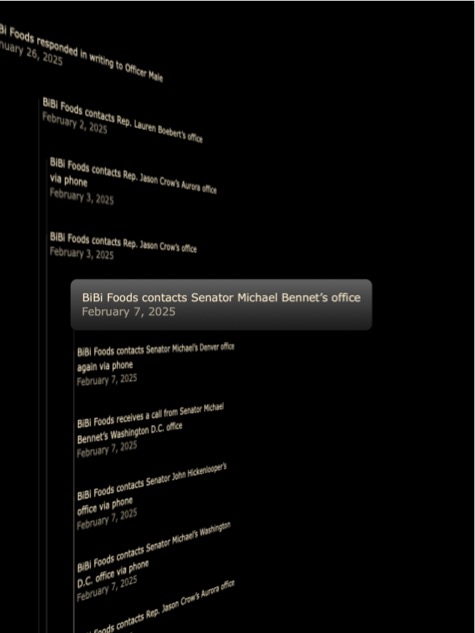 Bi Foods responded in writing to Officer Male
nuary 26, 2025
BiBi Foods contacts Rep. Lauren Boebert's office
February 2, 2025
BiBi Foods contacts Rep. Jason Crow's Aurora office
via phone
February 3, 2025
BiBi Foods contacts Rep. Jason Crow's office
February 3, 2025
BiBi Foods contacts Senator Michael Bennet’s office
February 7, 2025
BiBi Foods contacts Senator Michael's Denver office
again via phone
February 7, 2025
BiBi Foods receives a call from Senator Michael
Bennet's Washington D.C. office
February 7, 2025
BiBi Foods contacts Senator John Hickenlooper's
office via phone
February 7, 2025
BiBi Foods contacts Senator Michael's Washington
D.C. office via phone
February 7, 2025
Foods contacts Rep. Jason Crow's Aurora office